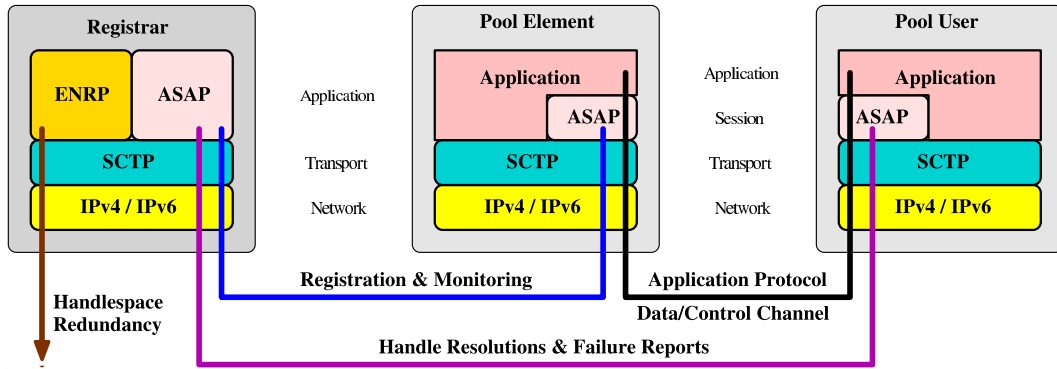 Registrar
Pool Element
Pool User
ENRP
ASAP
SCTP
IPv4 / IPv6
Application
Transport
Network
Application
ASAP
SCTP
IPv4 / IPv6
Application
Session
Transport
Network
Application
ASAP
SCTP
IPv4 / IPv6
Registration & Monitoring
Application Protocol
Data/Control Channel
Handlespace
Redundancy
Handle Resolutions & Failure Reports